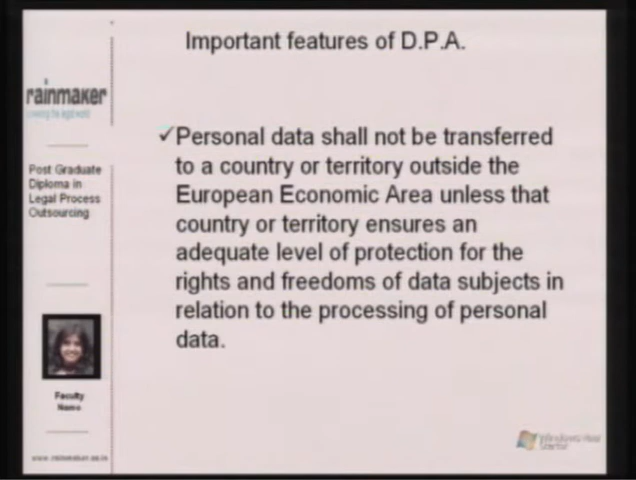 Important features of D.P.A.
rainmaker
Post Graduate
Diploma in
Legal Process
Outsourcing
✓Personal data shall not be transferred
to a country or territory outside the
European Economic Area unless that
country or territory ensures an
adequate level of protection for the
rights and freedoms of data subjects in
relation to the processing of personal
data.
Faculty
Name